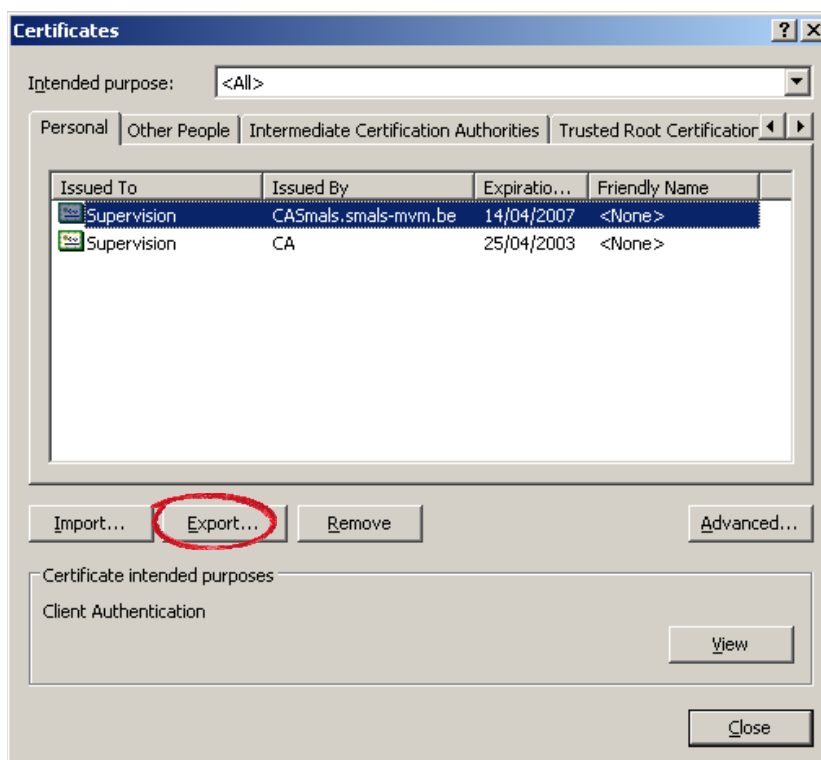 Certificates
Intended purpose: <All>
Personal Other People Intermediate Certification Authorities Trusted Root Certification
Issued To Issued By Expiratio... Friendly Name
Supervision CASmals.smals-mvm.be 14/04/2007 <None>
Supervision CA 25/04/2003 <None>
Import... Export... Remove Advanced...
Certificate intended purposes
Client Authentication
View
Close